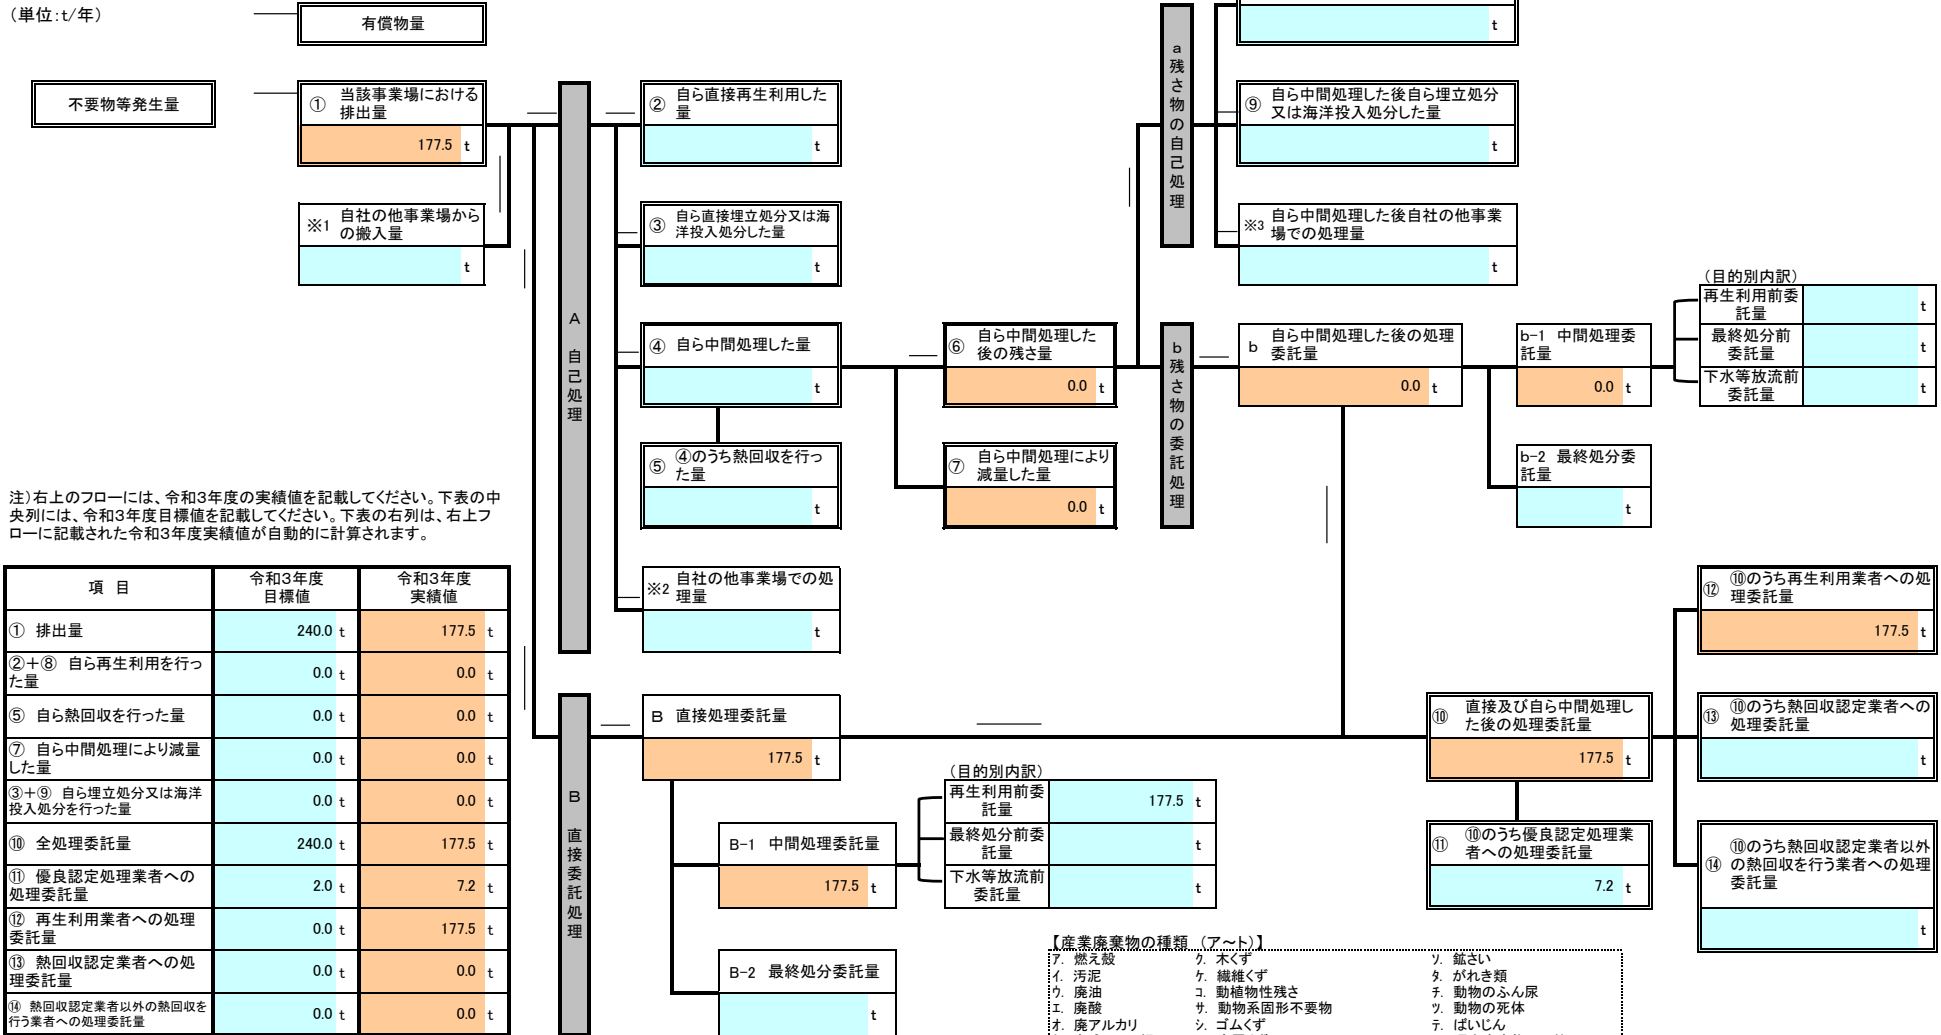 (単位:t/年)
有償物量
t
不要物等発生量
① 当該事業場における
排出量
177.5 t
※1 自社の他事業場から
の搬入量
t
A 自己処理
② 自ら直接再生利用した
量
t
③ 自ら直接埋立処分又は海
洋投入処分した量
t
④ 自ら中間処理した量
t
⑤ ④のうち熱回収を行っ
た量
t
※2 自社の他事業場での処
理量
t
⑥ 自ら中間処理した
後の残さ量
0.0 t
⑦ 自ら中間処理により
減量した量
0.0 t
a 残さ物の自己処理
⑨ 自ら中間処理した後自ら埋立処分
又は海洋投入処分した量
t
※3 自ら中間処理した後自社の他事業
場での処理量
t
b 残さ物の委託処理
b 自ら中間処理した後の処理
委託量
0.0 t
b-1 中間処理委
託量
0.0 t
b-2 最終処分委
託量
t
(目的別内訳)
再生利用前委
託量
t
最終処分前
委託量
t
下水等放流前
委託量
t
注)右上のフローには、令和3年度の実績値を記載してください。下表の中
央列には、令和3年度目標値を記載してください。下表の右列は、右上フ
ローに記載された令和3年度実績値が自動的に計算されます。
項 目 令和3年度 目標値 令和3年度 実績値
① 排出量 240.0 t 177.5 t
②+⑧ 自ら再生利用を行っ
た量 0.0 t 0.0 t
⑤ 自ら熱回収を行った量 0.0 t 0.0 t
⑦ 自ら中間処理により減量
した量 0.0 t 0.0 t
③+⑨ 自ら埋立処分又は海洋
投入処分を行った量 0.0 t 0.0 t
⑩ 全処理委託量 240.0 t 177.5 t
⑪ 優良認定処理業者への
処理委託量 2.0 t 7.2 t
⑫ 再生利用業者への処理
委託量 0.0 t 177.5 t
⑬ 熱回収認定業者への処
理委託量 0.0 t 0.0 t
⑭ 熱回収認定業者以外の熱回収を
行う業者への処理委託量 0.0 t 0.0 t
B 直接委託処理
B 直接処理委託量
177.5 t
B-1 中間処理委託量
177.5 t
B-2 最終処分委託量
t
(目的別内訳)
再生利用前委
託量
177.5 t
最終処分前委
託量
t
下水等放流前
委託量
t
⑩ 直接及び自ら中間処理し
た後の処理委託量
177.5 t
⑪ ⑩のうち優良認定処理業
者への処理委託量
7.2 t
⑫ ⑩のうち再生利用業者への処
理委託量
177.5 t
⑬ ⑩のうち熱回収認定業者への
処理委託量
t
⑭ ⑩のうち熱回収認定業者以外
の熱回収を行う業者への処理
委託量
t
【産業廃棄物の種類 (ア~ト)】
ア. 燃え殻 ク. 木くず ソ. 鉱さい
イ. 汚泥 ケ. 繊維くず タ. がれき類
ウ. 廃油 コ. 動植物性残さ チ. 動物のふん尿
エ. 廃酸 サ. 動物系固形不要物 ツ. 動物の死体
オ. 廃アルカリ シ. ゴムくず テ. ばいじん